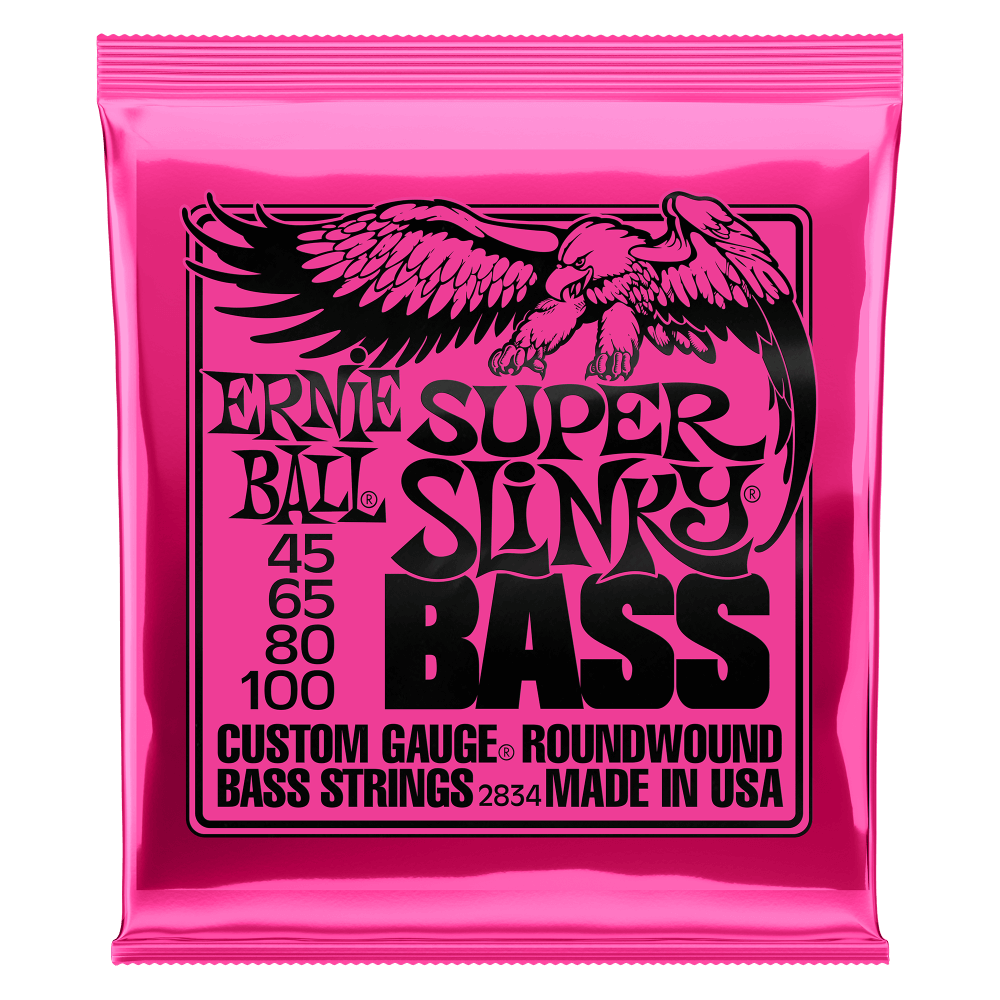 ERNiE
BALL®
SUPER
SLiNKY®
BASS
45
65
80
100
CUSTOM GAUGE® ROUNDWOUND
BASS STRINGS 2834 MADE IN USA